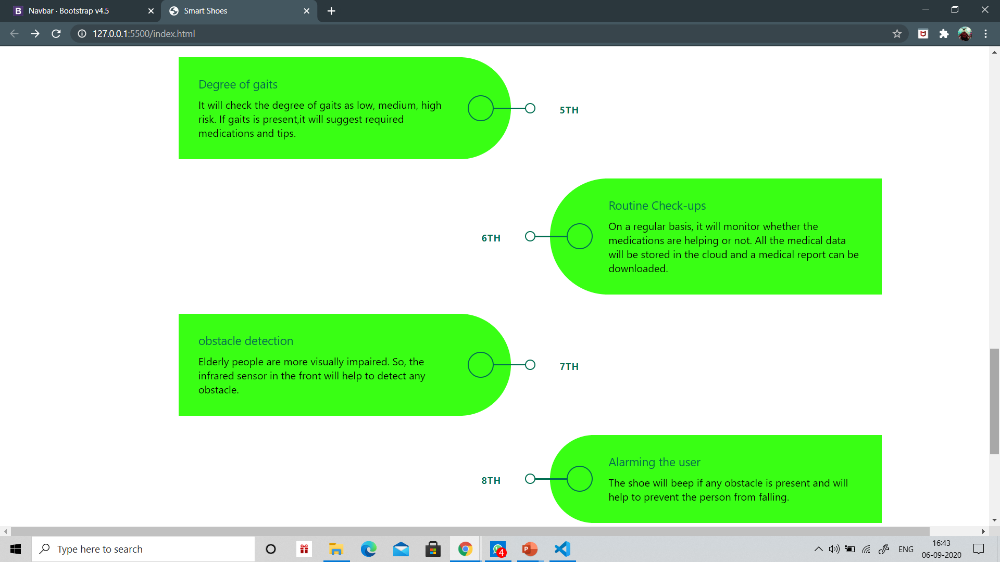 Navbar · Bootstrap v4.5
Smart Shoes
127.0.0.1:5500/index.html
Degree of gaits
It will check the degree of gaits as low, medium, high
risk. If gaits is present,it will suggest required
medications and tips.
5TH
Routine Check-ups
On a regular basis, it will monitor whether the
medications are helping or not. All the medical data
will be stored in the cloud and a medical report can be
downloaded.
6TH
obstacle detection
Elderly people are more visually impaired. So, the
infrared sensor in the front will help to detect any
obstacle.
7TH
Alarming the user
The shoe will beep if any obstacle is present and will
help to prevent the person from falling.
8TH
Type here to search
4
ENG
16:43
06-09-2020